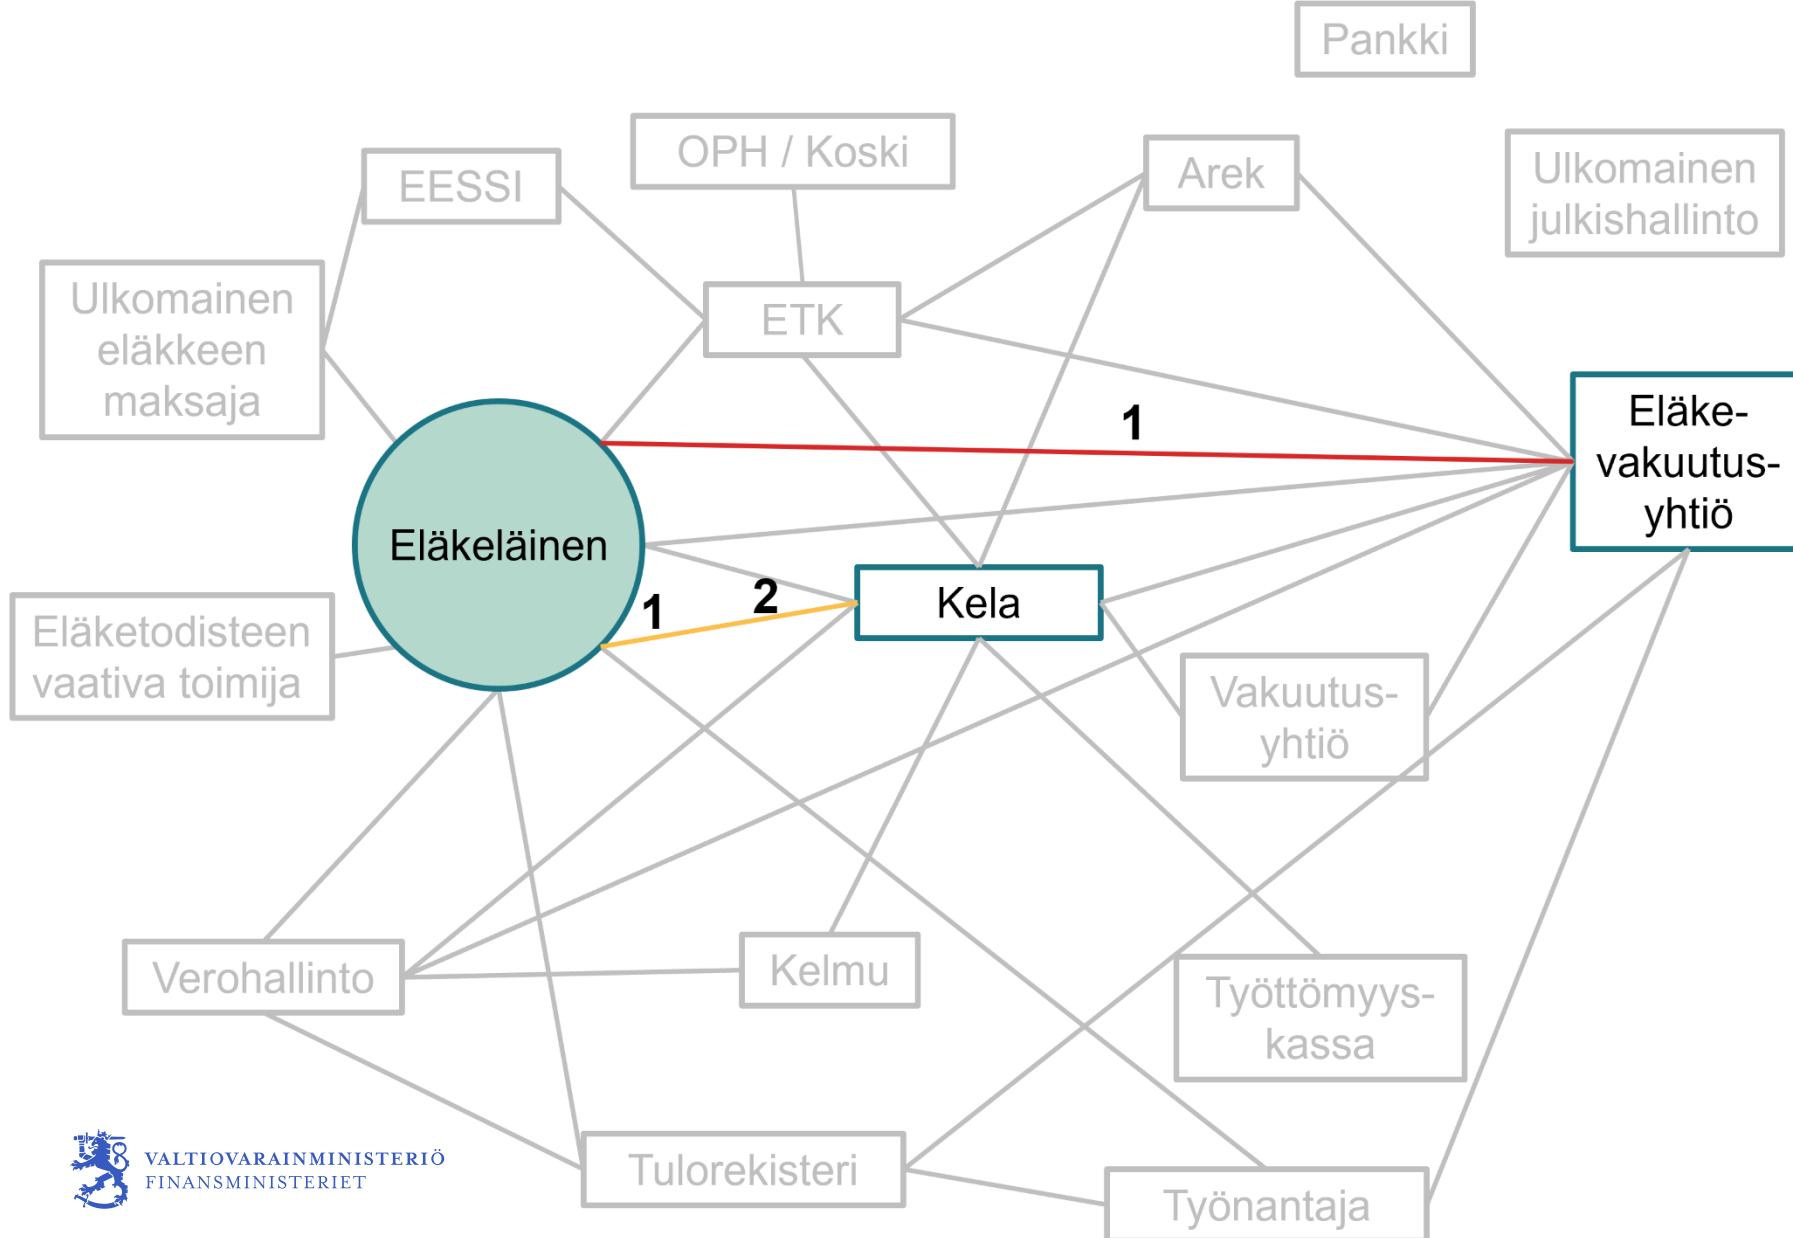 Pankki
OPH / Koski
Arek
EESSI
Ulkomainen
julkishallinto
Ulkomainen
eläkkeen
maksaja
ETK
Eläke-
vakuutus-
yhtiö
1
Eläkeläinen
1
2
Kela
Eläketodisteen
vaativa toimija
Vakuutus-
yhtiö
Verohallinto
Kelmu
Työttömyys-
kassa
Tulorekisteri
Työnantaja
VALTIOVARAINMINISTERIÖ
FINANSMINISTERIET